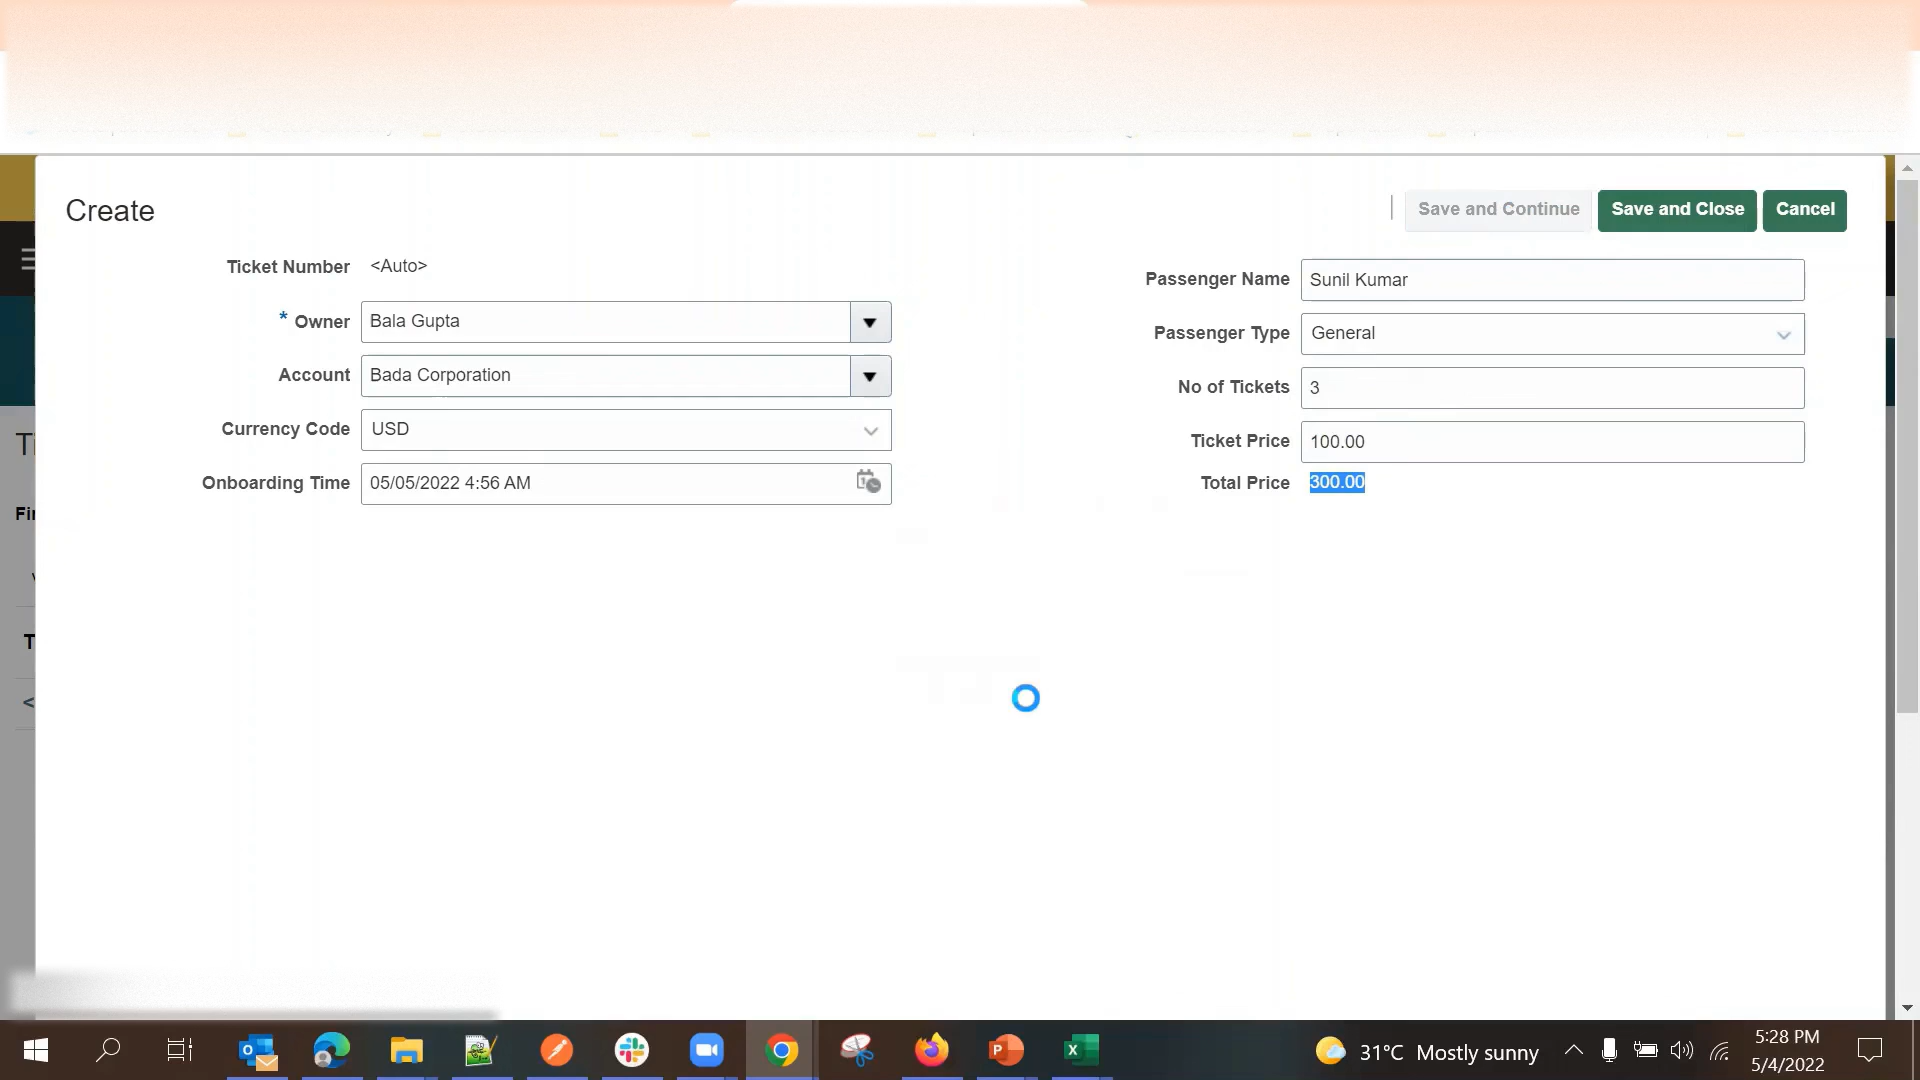 Create
Save and Continue
Save and Close
Cancel
Ticket Number <Auto>
* Owner Bala Gupta
Account Bada Corporation
Currency Code USD
Onboarding Time 05/05/2022 4:56 AM
Passenger Name Sunil Kumar
Passenger Type General
No of Tickets 3
Ticket Price 100.00
Total Price 300.00
31°C Mostly sunny
5:28 PM
5/4/2022